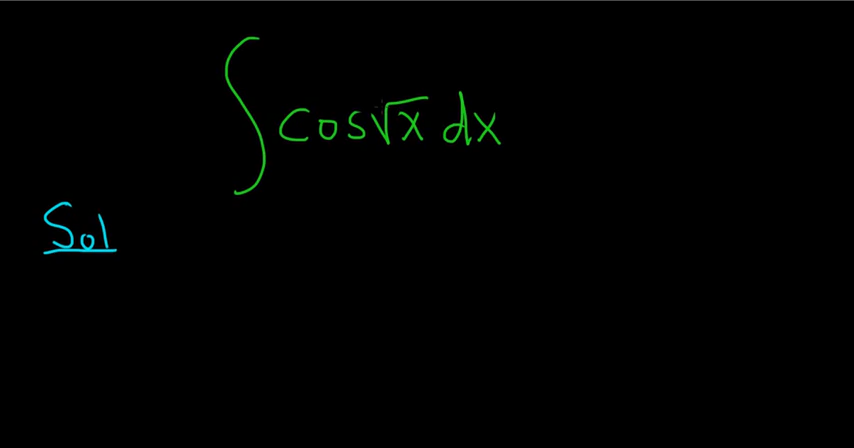 ∫ cos√x dx
Sol